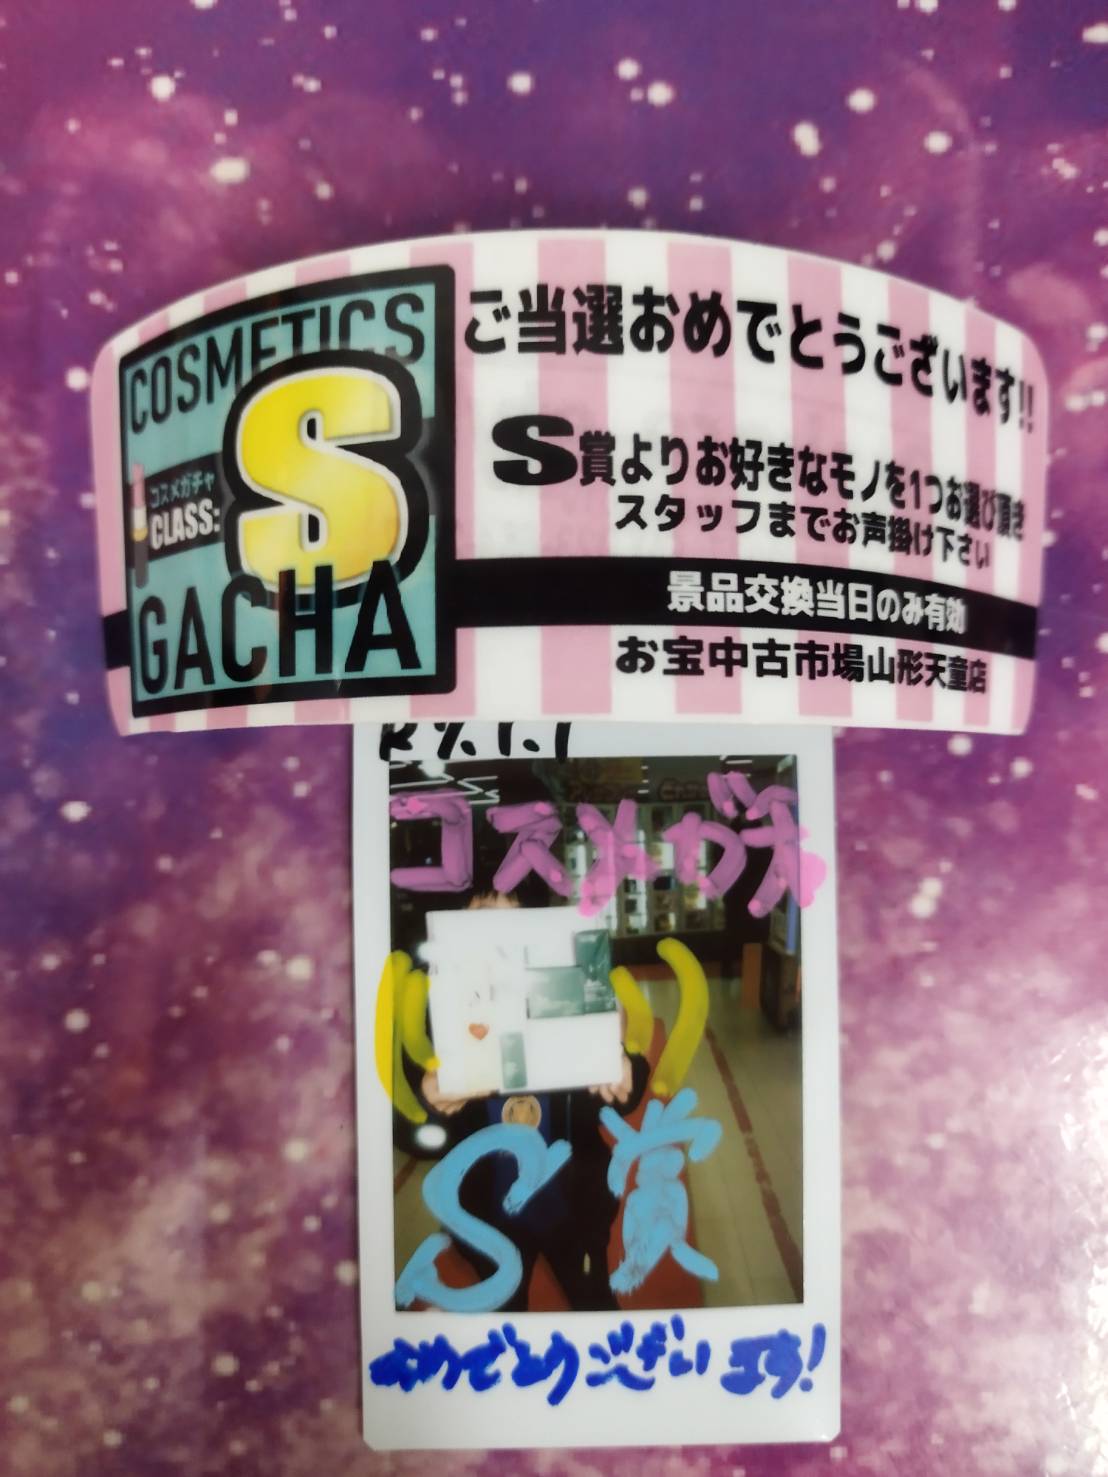 COSMETICS
S
コスメガチャ
CLASS:
GACHA
ご当選おめでとうございます!!
S賞よりお好きなモノを1つお選び頂き
スタッフまでお声掛け下さい
景品交換当日のみ有効
お宝中古市場山形天童店
コスメガチャ
S賞
おめでとうございます!